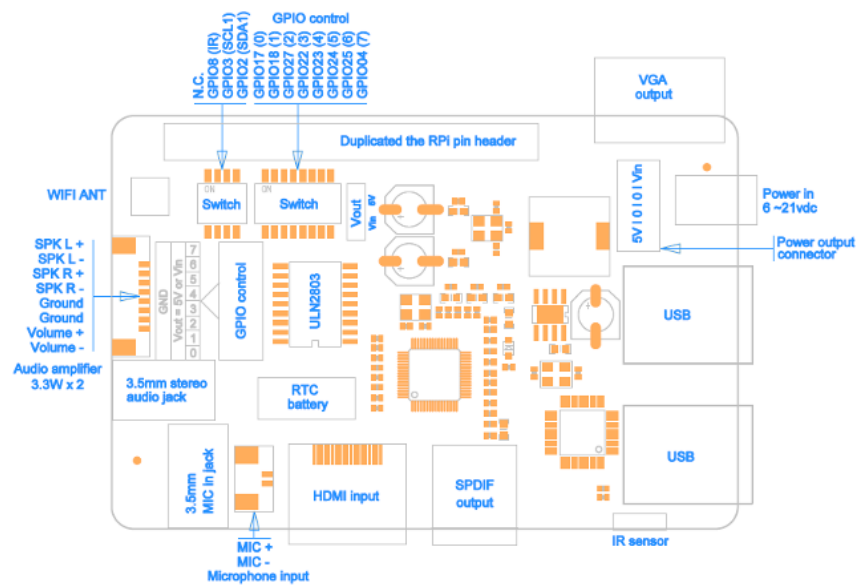 GPIO control
N.C.
GPIO8 (IR)
GPIO3 (SCL1)
GPIO2 (SDA1)
GPIO17 (0)
GPIO18 (1)
GPIO27 (2)
GPIO22 (3)
GPIO23 (4)
GPIO24 (5)
GPIO25 (6)
GPIO04 (7)
VGA
output
Duplicated the RPi pin header
WIFI ANT
ON
Switch
ON
Switch
Vout
5V
Vin
5V | 0 | 0 | 0 | Vin
Power in
6 ~21vdc
Power output
connector
SPK L +
SPK L -
SPK R +
SPK R -
Ground
Ground
Volume +
Volume -
Audio amplifier
3.3W x 2
GND
Vout = 5V or Vin
7
6
5
4
3
2
1
0
GPIO control
ULN2803
USB
3.5mm stereo
audio jack
RTC
battery
3.5mm
MIC in jack
HDMI input
SPDIF
output
USB
MIC +
MIC -
Microphone input
IR sensor